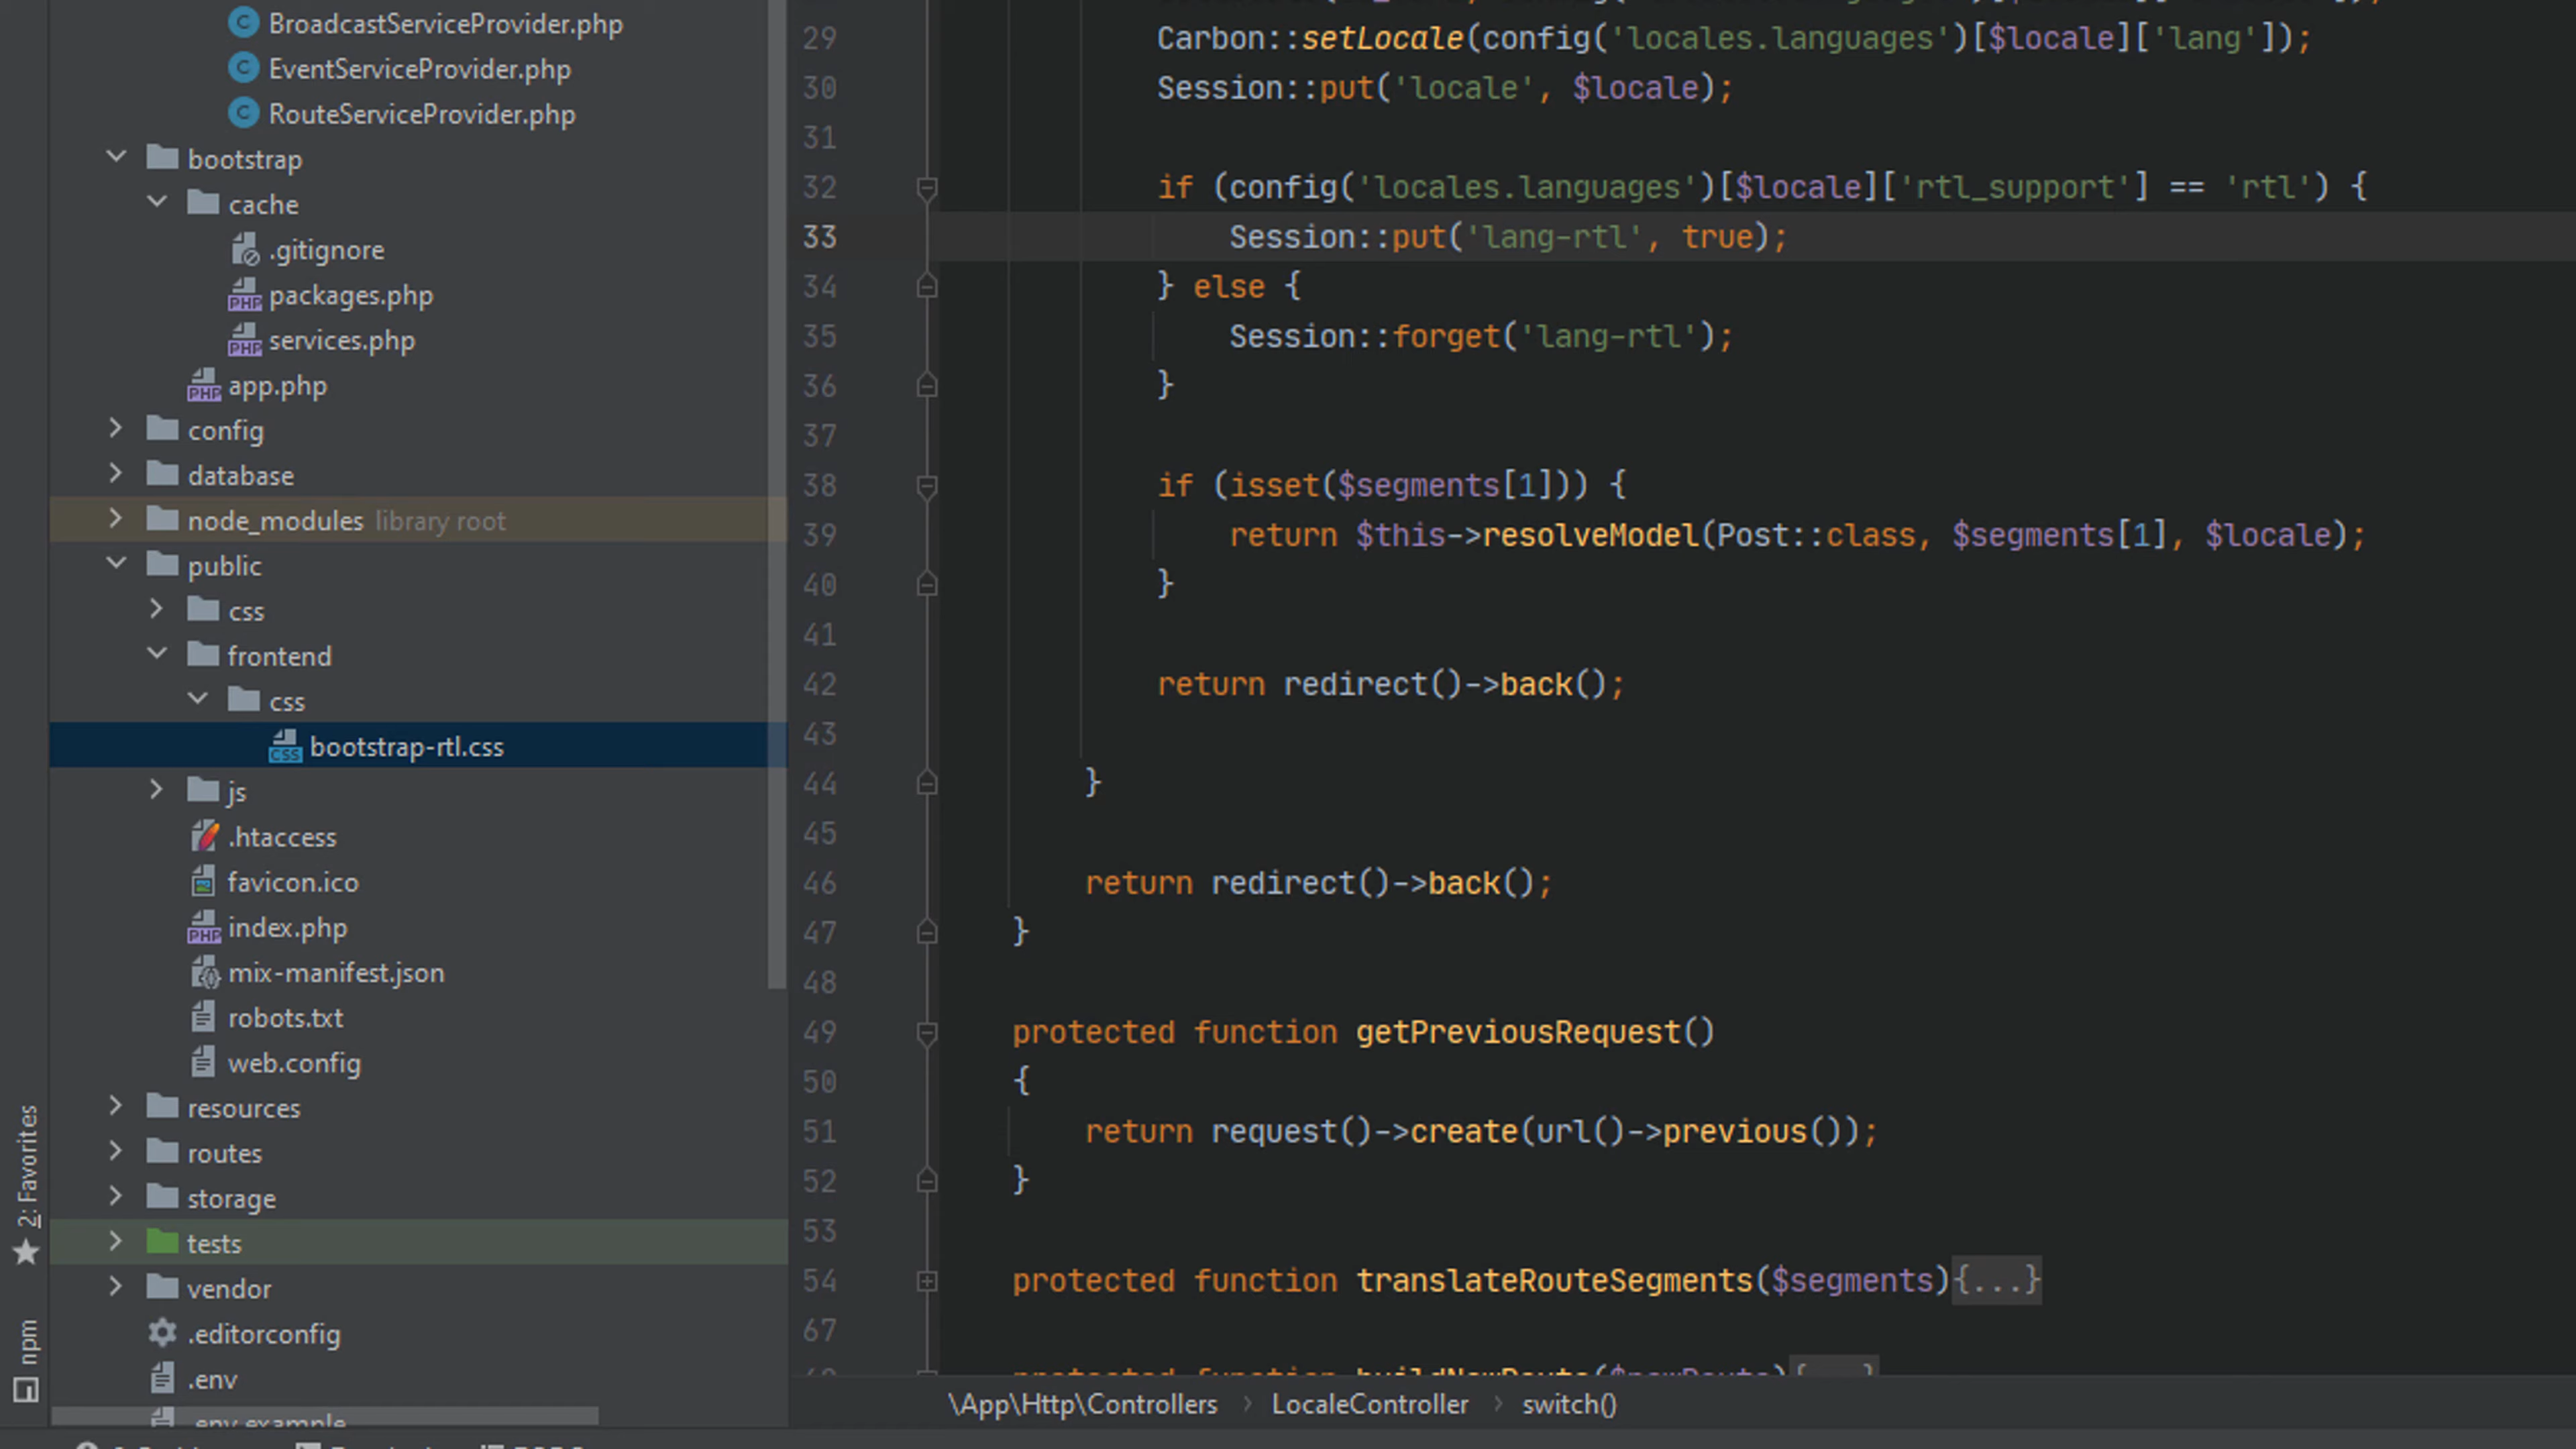 BroadcastServiceProvider.php
EventServiceProvider.php
RouteServiceProvider.php
bootstrap
cache
.gitignore
packages.php
services.php
app.php
config
database
node_modules library root
public
css
frontend
css
bootstrap-rtl.css
js
.htaccess
favicon.ico
index.php
mix-manifest.json
robots.txt
web.config
resources
routes
storage
tests
vendor
.editorconfig
.env
.env.example
2: Favorites
npm
29 Carbon::setLocale(config('locales.languages')[$locale]['lang']);
30 Session::put('locale', $locale);
31
32 if (config('locales.languages')[$locale]['rtl_support'] == 'rtl') {
33 Session::put('lang-rtl', true);
34 } else {
35 Session::forget('lang-rtl');
36 }
37
38 if (isset($segments[1])) {
39 return $this->resolveModel(Post::class, $segments[1], $locale);
40 }
41
42 return redirect()->back();
43
44 }
45
46 return redirect()->back();
47 }
48
49 protected function getPreviousRequest()
50 {
51 return request()->create(url()->previous());
52 }
53
54 protected function translateRouteSegments($segments){...}
67
68 protected function buildNewRoute($newRoute){...}
\App\Http\Controllers › LocaleController › switch()